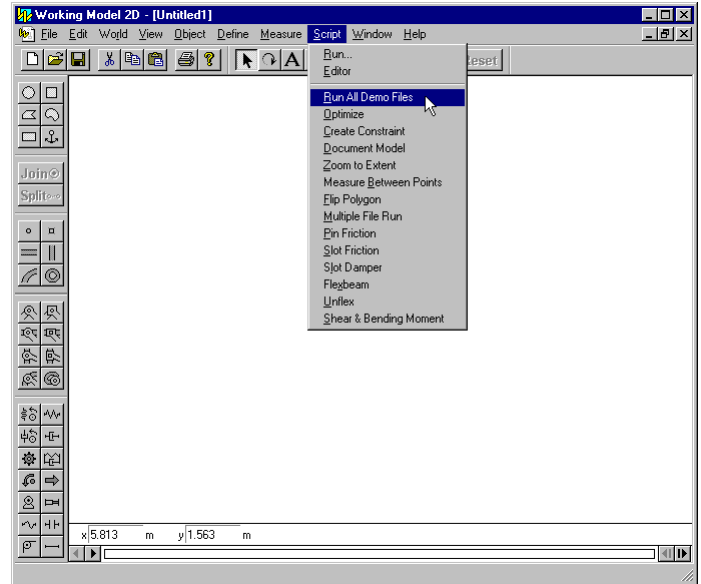 Working Model 2D - [Untitled1]
File Edit World View Object Define Measure Script Window Help
A
Reset
Run...
Editor
Run All Demo Files
Optimize
Create Constraint
Document Model
Zoom to Extent
Measure Between Points
Flip Polygon
Multiple File Run
Pin Friction
Slot Friction
Slot Damper
Flexbeam
Unflex
Shear & Bending Moment
Join
Split
x 5.813 m y 1.563 m